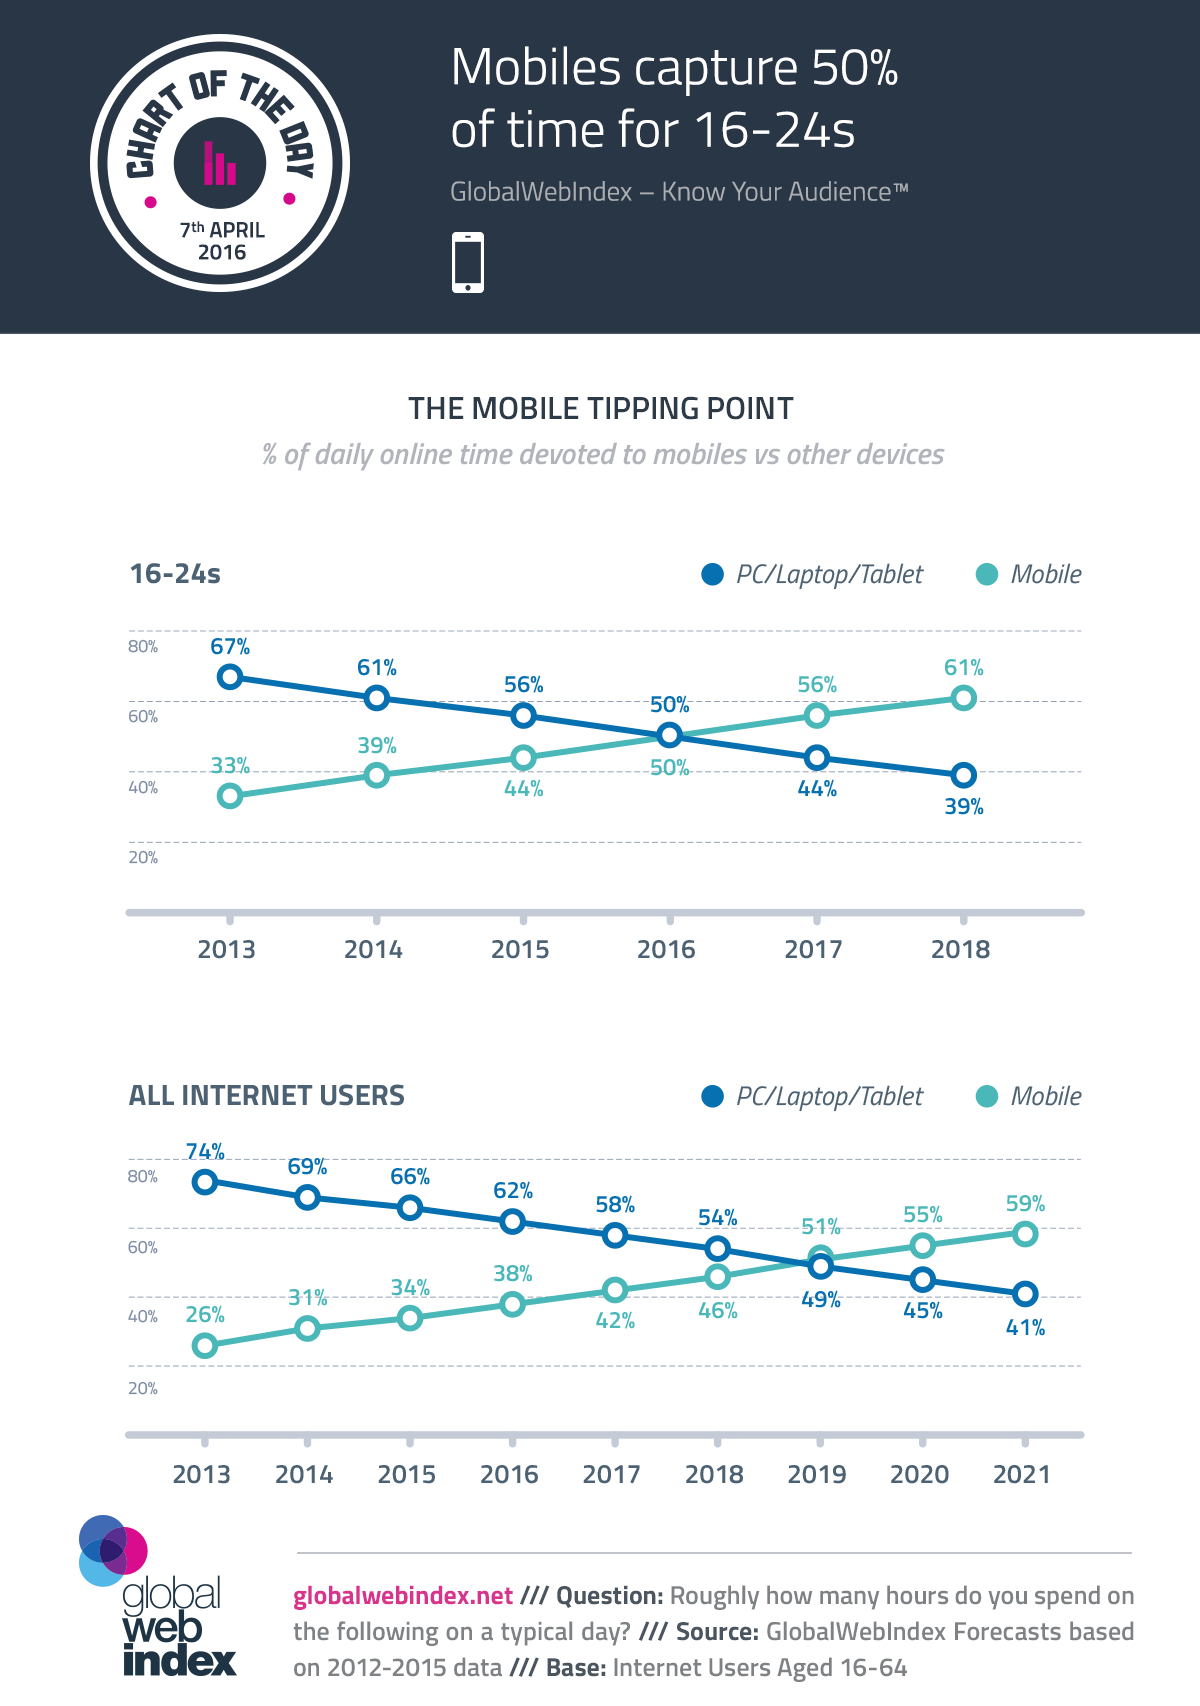 CHART OF THE DAY
7th APRIL
2016
Mobiles capture 50%
of time for 16-24s
GlobalWebIndex – Know Your Audience™
THE MOBILE TIPPING POINT
% of daily online time devoted to mobiles vs other devices
16-24s
PC/Laptop/Tablet Mobile
80%
60%
40%
20%
67% 61% 56% 50% 44% 39%
33% 39% 44% 50% 56% 61%
2013 2014 2015 2016 2017 2018
ALL INTERNET USERS
PC/Laptop/Tablet Mobile
80%
60%
40%
20%
74% 69% 66% 62% 58% 54% 49% 45% 41%
26% 31% 34% 38% 42% 46% 51% 55% 59%
2013 2014 2015 2016 2017 2018 2019 2020 2021
global
web
index
globalwebindex.net /// Question: Roughly how many hours do you spend on
the following on a typical day? /// Source: GlobalWebIndex Forecasts based
on 2012-2015 data /// Base: Internet Users Aged 16-64